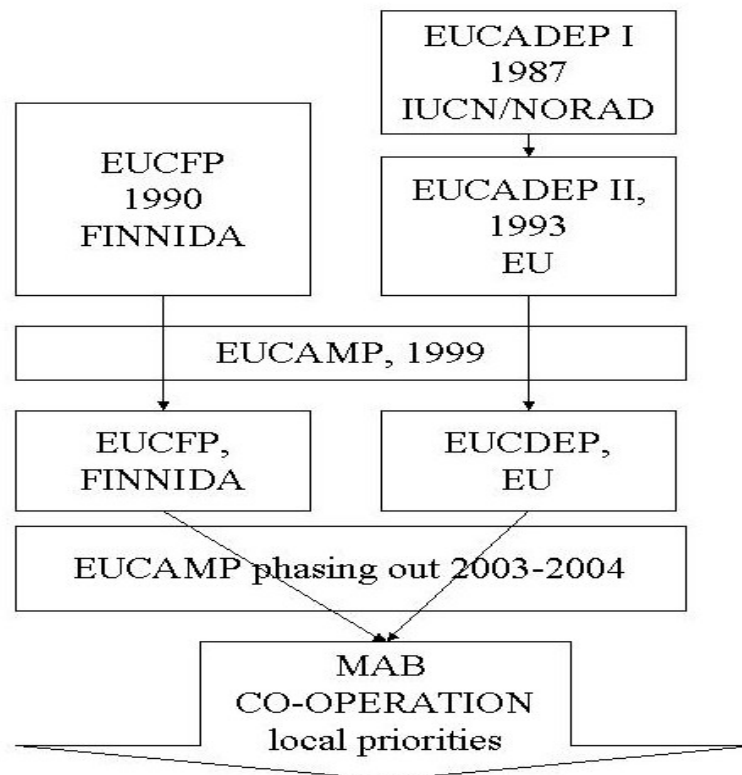 EUCADEP I
1987
IUCN/NORAD
EUCFP
1990
FINNIDA
EUCADEP II,
1993
EU
EUCAMP, 1999
EUCFP,
FINNIDA
EUCDEP,
EU
EUCAMP phasing out 2003-2004
MAB
CO-OPERATION
local priorities